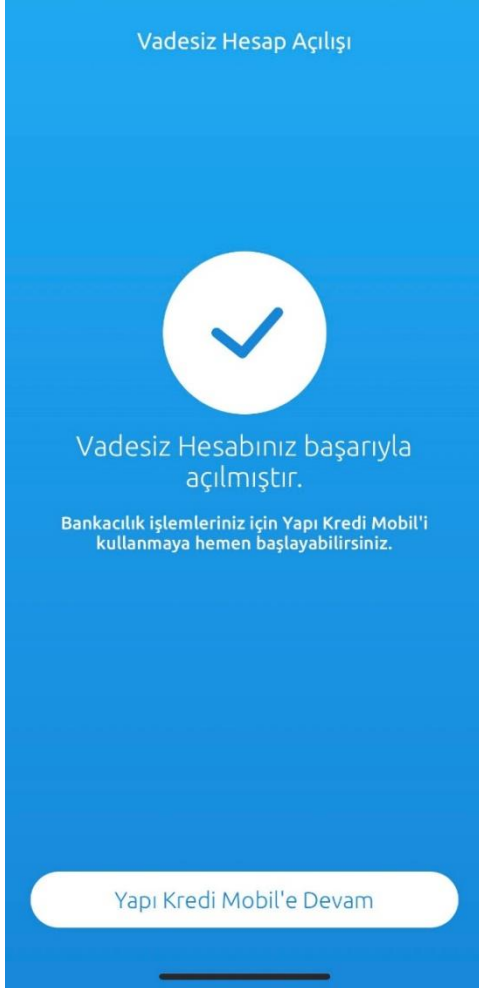 Vadesiz Hesap Açılışı
Vadesiz Hesabınız başarıyla
açılmıştır.
Bankacılık işlemleriniz için Yapı Kredi Mobil'i
kullanmaya hemen başlayabilirsiniz.
Yapı Kredi Mobil'e Devam